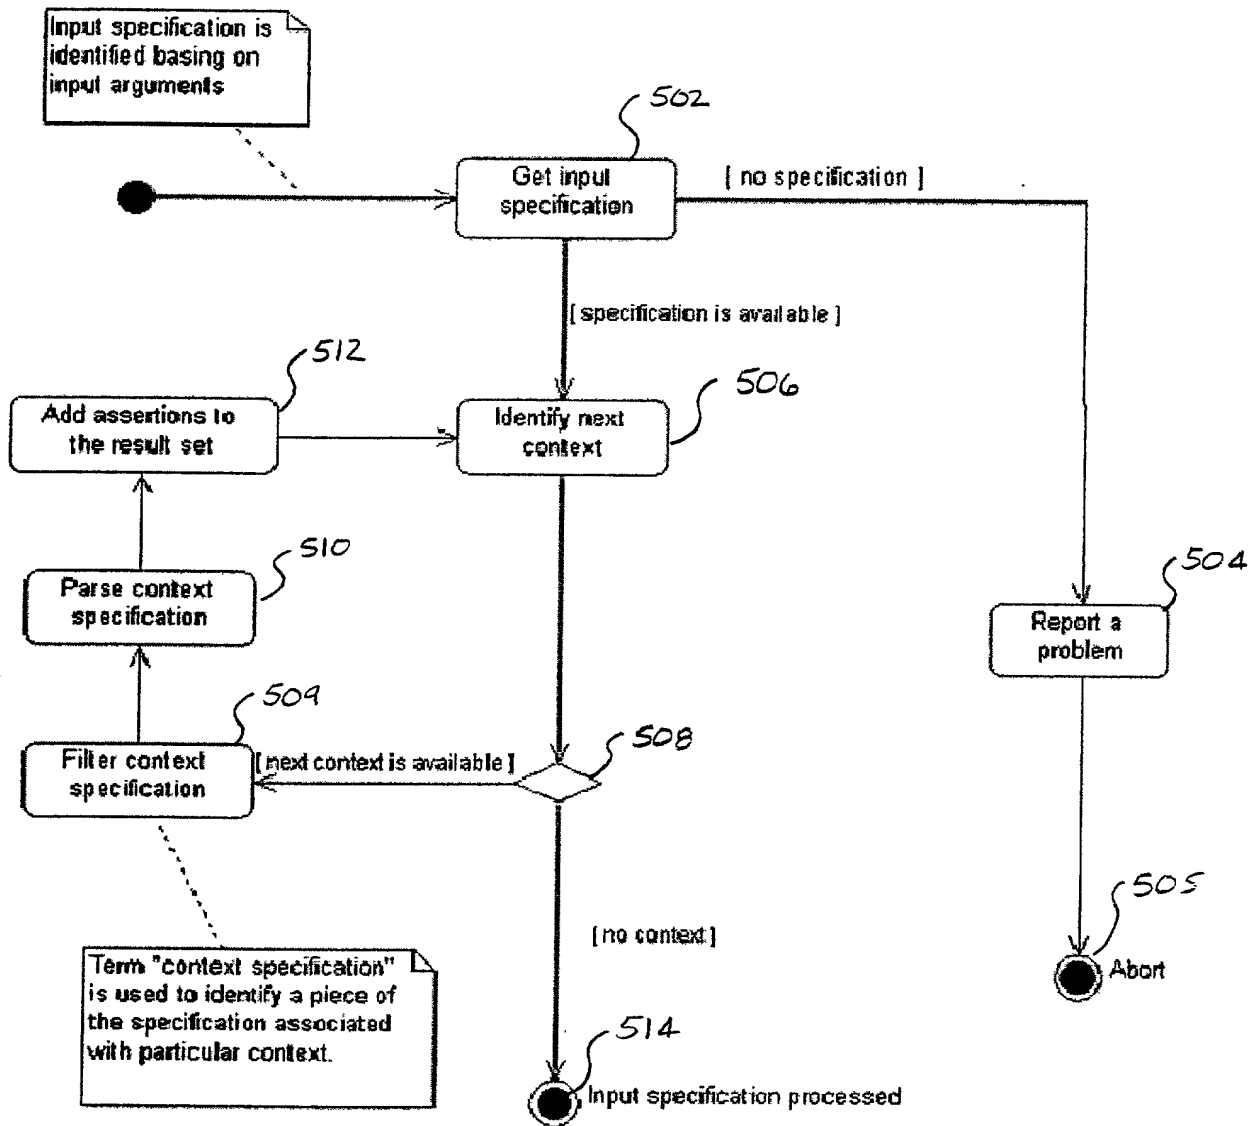 Input specification is
identified basing on
input arguments
502
Get input
specification
[ no specification ]
[ specification is available ]
512
506
Add assertions to
the result set
Identify next
context
510
504
Parse context
specification
Report a
problem
509
508
Filter context
specification
[ next context is available ]
505
[ no context ]
Abort
Term "context specification"
is used to identify a piece of
the specification associated
with particular context.
514
Input specification processed